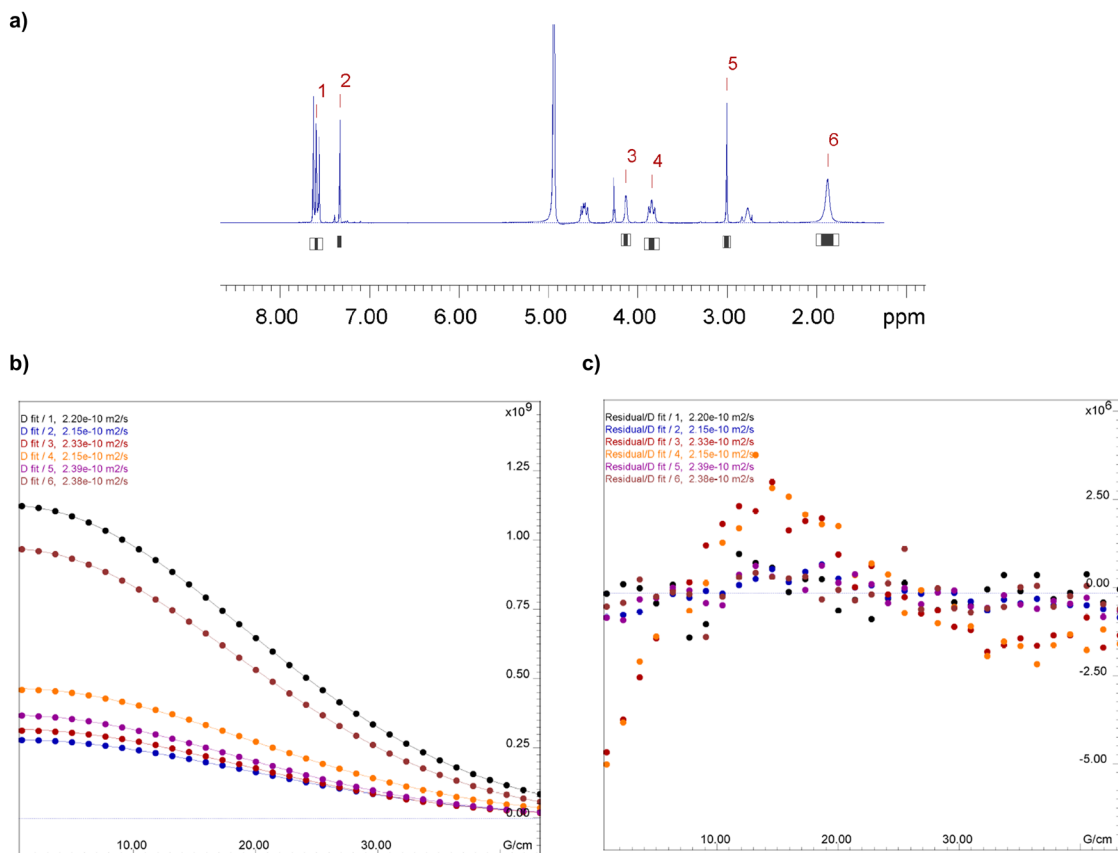 a)
1
2
3
4
5
6
8.00 7.00 6.00 5.00 4.00 3.00 2.00 ppm
b)
x10^9
D fit / 1, 2.20e-10 m2/s
D fit / 2, 2.15e-10 m2/s
D fit / 3, 2.33e-10 m2/s
D fit / 4, 2.15e-10 m2/s
D fit / 5, 2.39e-10 m2/s
D fit / 6, 2.38e-10 m2/s
1.25
1.00
0.75
0.50
0.25
0.00
10.00 20.00 30.00 G/cm
c)
x10^6
Residual/D fit / 1, 2.20e-10 m2/s
Residual/D fit / 2, 2.15e-10 m2/s
Residual/D fit / 3, 2.33e-10 m2/s
Residual/D fit / 4, 2.15e-10 m2/s
Residual/D fit / 5, 2.39e-10 m2/s
Residual/D fit / 6, 2.38e-10 m2/s
2.50
0.00
-2.50
-5.00
10.00 20.00 30.00 G/cm